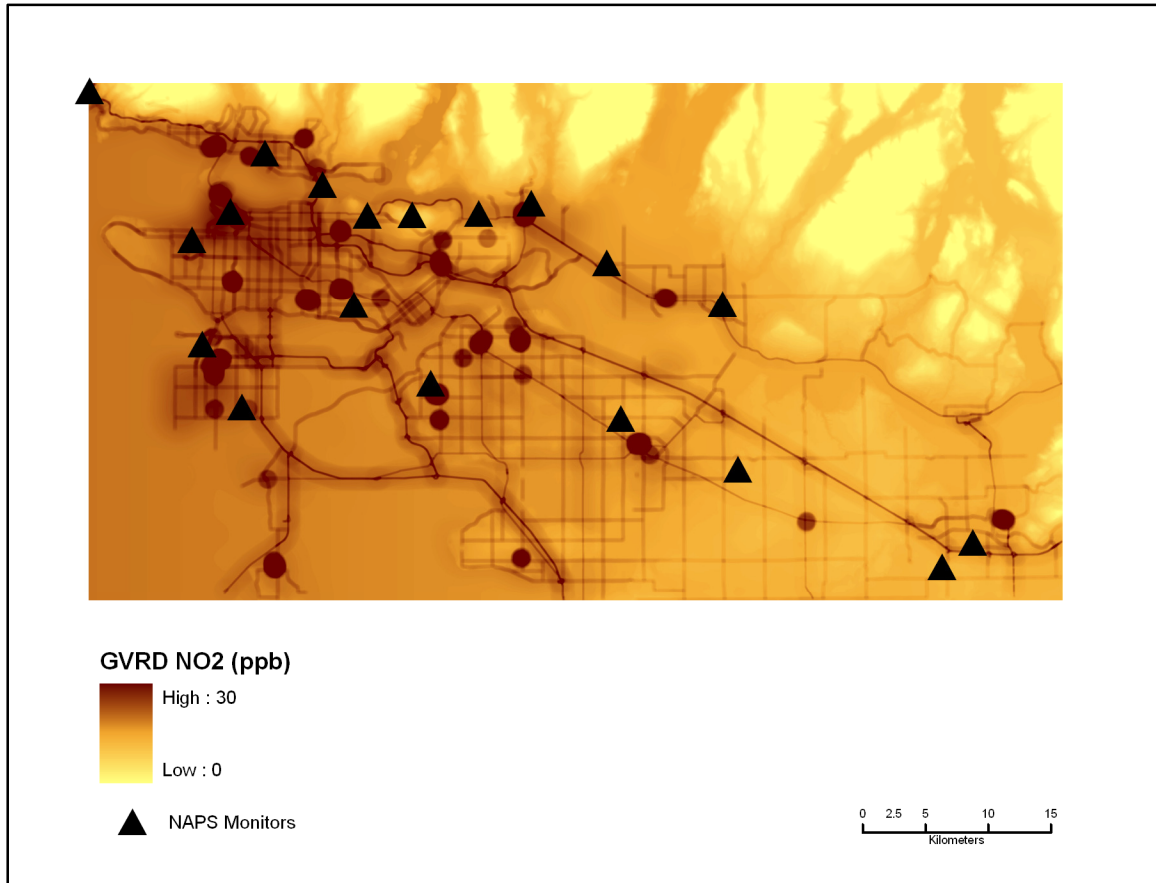 GVRD NO2 (ppb)
High : 30
Low : 0
NAPS Monitors
0 2.5 5 10 15
Kilometers